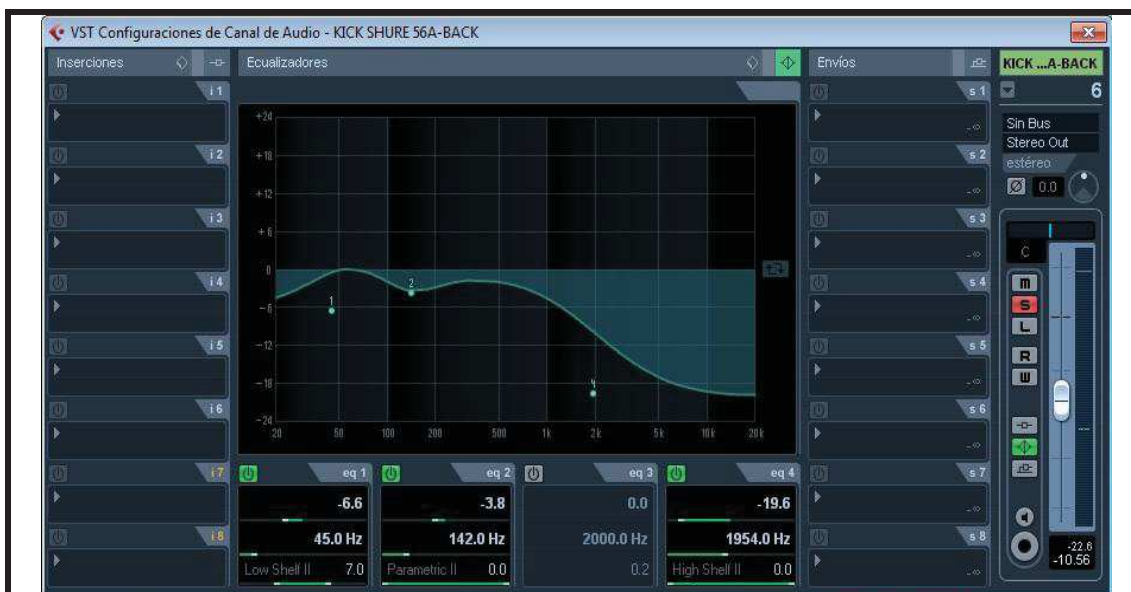 VST Configuraciones de Canal de Audio - KICK SHURE 56A-BACK
Inserciones
Ecualizadores
Envíos
KICK ...A-BACK
6
i 1
i 2
i 3
i 4
i 5
i 6
i 7
i 8
+24
+18
+12
+6
0
-6
-12
-18
-24
20
50
100
200
500
1k
2k
5k
10k
20k
1
2
4
eq 1
-6.6
45.0 Hz
Low Shelf II 7.0
eq 2
-3.8
142.0 Hz
Parametric II 0.0
eq 3
0.0
2000.0 Hz
0.2
eq 4
-19.6
1954.0 Hz
High Shelf II 0.0
s 1
-∞
s 2
-∞
s 3
-∞
s 4
-∞
s 5
-∞
s 6
-∞
s 7
-∞
s 8
-∞
Sin Bus
Stereo Out
estéreo
0.0
C
m
S
L
R
W
-22.6
-10.56